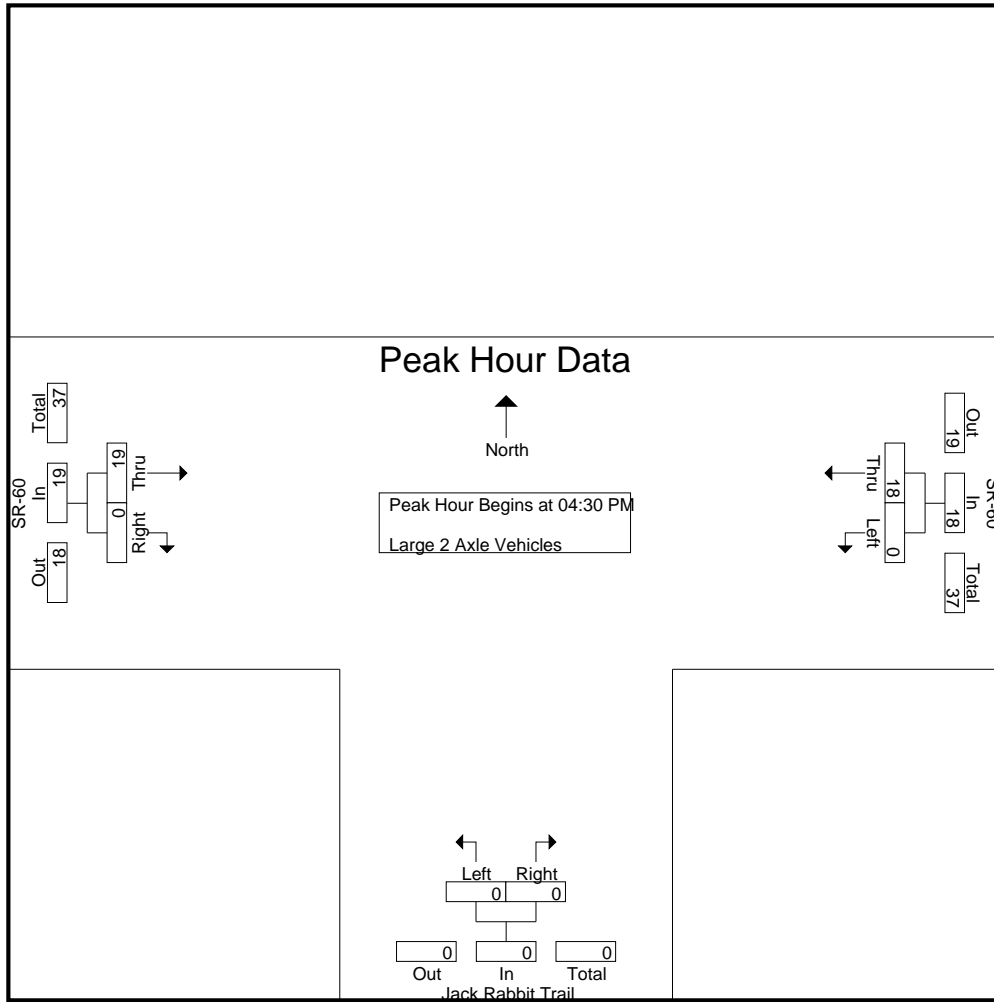 Peak Hour Data
North
Peak Hour Begins at 04:30 PM
Large 2 Axle Vehicles
SR-60
Total
37
In
19
Out
18
Thru
19
Right
0
SR-60
Out
19
In
18
Total
37
Thru
18
Left
0
Left Right
0 0
0 0 0
Out In Total
Jack Rabbit Trail